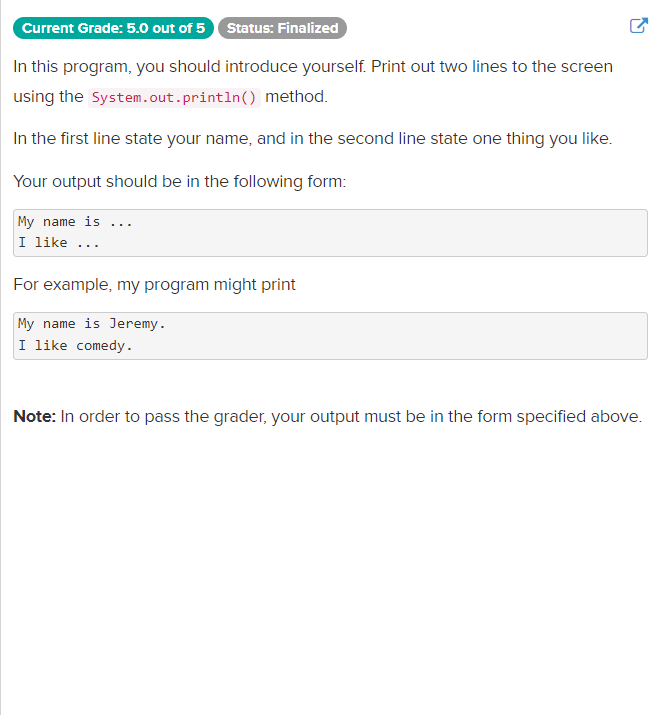 Current Grade: 5.0 out of 5 Status: Finalized
In this program, you should introduce yourself. Print out two lines to the screen
using the System.out.println() method.
In the first line state your name, and in the second line state one thing you like.
Your output should be in the following form:
My name is ...
I like ...
For example, my program might print
My name is Jeremy.
I like comedy.
Note: In order to pass the grader, your output must be in the form specified above.